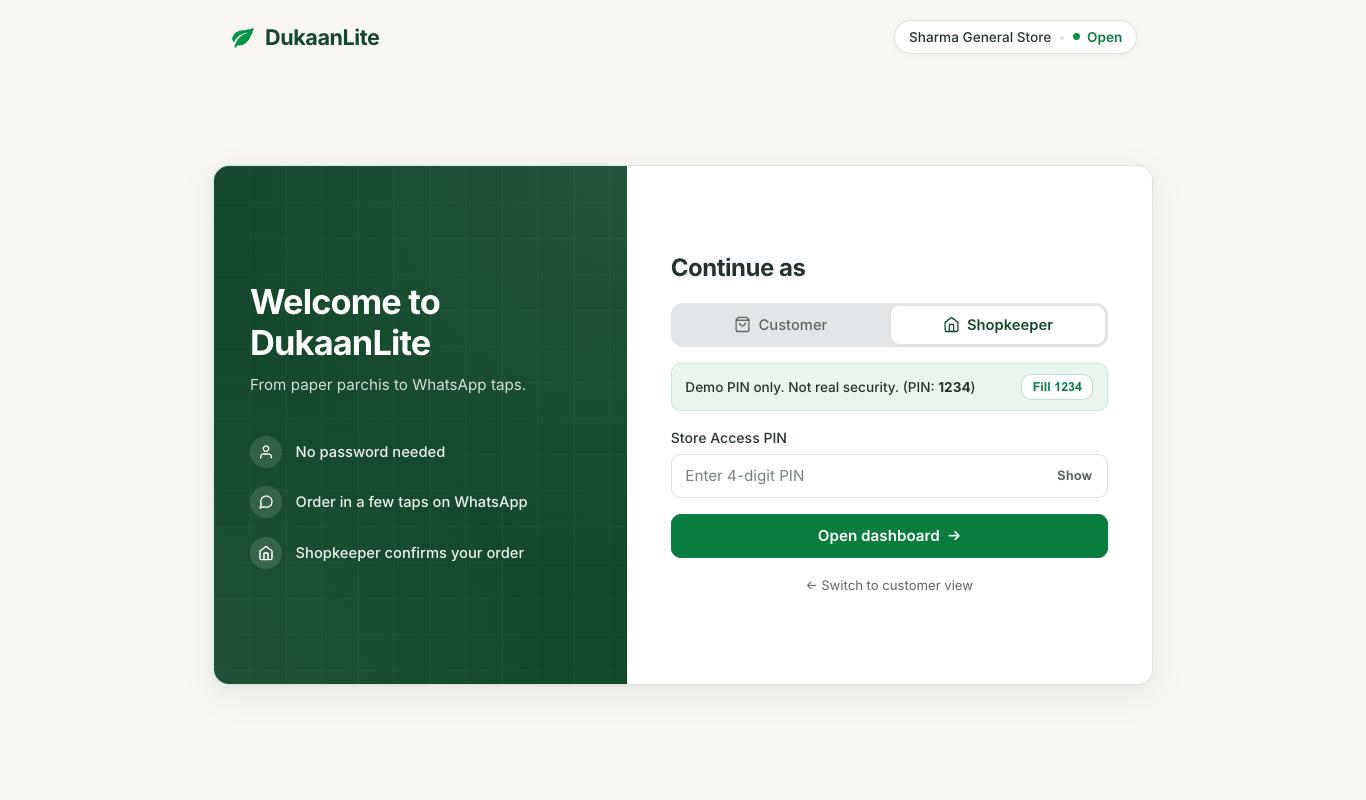 DukaanLite
Sharma General Store • Open
Welcome to
DukaanLite
From paper parchis to WhatsApp taps.
No password needed
Order in a few taps on WhatsApp
Shopkeeper confirms your order
Continue as
Customer
Shopkeeper
Demo PIN only. Not real security. (PIN: 1234)
Fill 1234
Store Access PIN
Enter 4-digit PIN
Show
Open dashboard →
← Switch to customer view